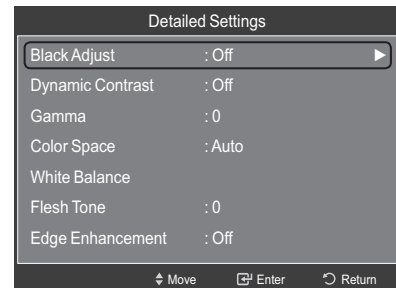 Detailed Settings
Black Adjust : Off
Dynamic Contrast : Off
Gamma : 0
Color Space : Auto
White Balance
Flesh Tone : 0
Edge Enhancement : Off
Move Enter Return